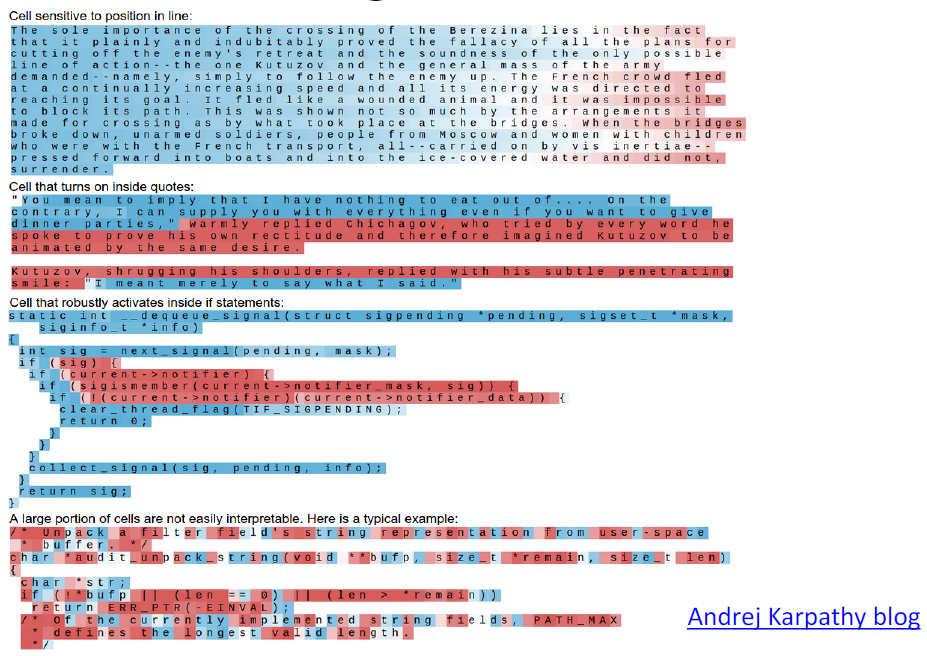 Cell sensitive to position in line:
The sole importance of the crossing of the Berezina lies in the fact
that it plainly and indubitably proved the fallacy of all the plans for
cutting off the enemy's retreat and the soundness of the only possible
line of action--the one Kutuzov and the general mass of the army
demanded--namely, simply to follow the enemy up. The French crowd fled
at a continually increasing speed and all its energy was directed to
reaching its goal. It fled like a wounded animal and it was impossible
to block its path. This was shown not so much by the arrangements it
made for crossing as by what took place at the bridges. When the bridges
broke down, unarmed soldiers, people from Moscow and women with children
who were with the French transport, all--carried on by vis inertiae--
pressed forward into boats and into the ice-covered water and did not,
surrender.
Cell that turns on inside quotes:
"You mean to imply that I have nothing to eat out of.... On the
contrary, I can supply you with everything even if you want to give
dinner parties," warmly replied Chichagov, who tried by every word he
spoke to prove his own rectitude and therefore imagined Kutuzov to be
animated by the same desire.
Kutuzov, shrugging his shoulders, replied with his subtle penetrating
smile: "I meant merely to say what I said."
Cell that robustly activates inside if statements:
static int __dequeue_signal(struct sigpending *pending, sigset_t *mask,
siginfo_t *info)
{
int sig = next_signal(pending, mask);
if (sig) {
if (current->notifier) {
if (sigismember(current->notifier_mask, sig)) {
if (!(current->notifier)(current->notifier_data)) {
clear_thread_flag(TIF_SIGPENDING);
return 0;
}
}
}
collect_signal(sig, pending, info);
}
return sig;
}
A large portion of cells are not easily interpretable. Here is a typical example:
/* Unpack a filter field's string representation from user-space
* buffer. */
char *audit_unpack_string(void **bufp, size_t *remain, size_t len)
{
char *str;
if (!*bufp || (len == 0) || (len > *remain))
return ERR_PTR(-EINVAL);
/* Of the currently implemented string fields, PATH_MAX
* defines the longest valid length.
*/
Andrej Karpathy blog